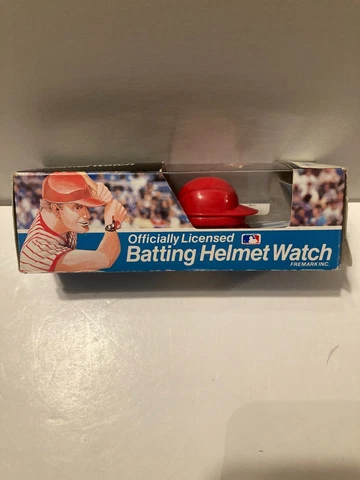 Officially Licensed
Batting Helmet Watch
FREMARK INC.